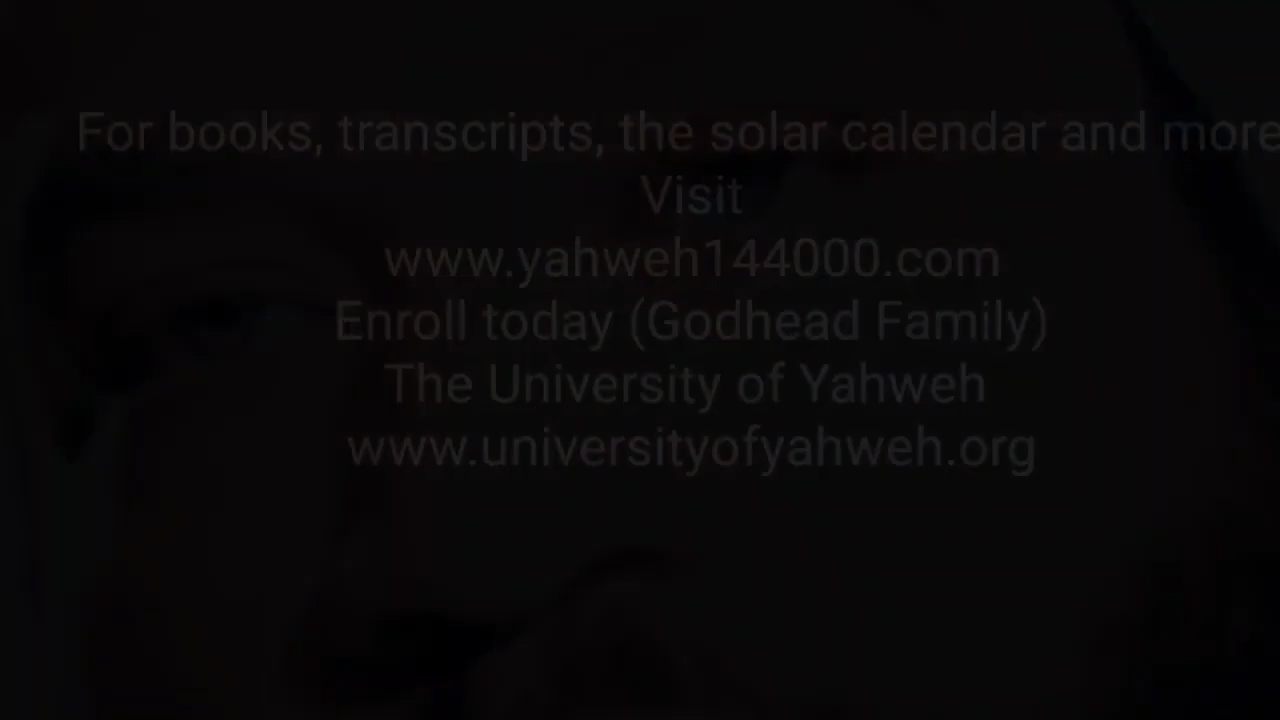 For books, transcripts, the solar calendar and more
Visit
www.yahweh144000.com
Enroll today (Godhead Family)
The University of Yahweh
www.universityofyahweh.org